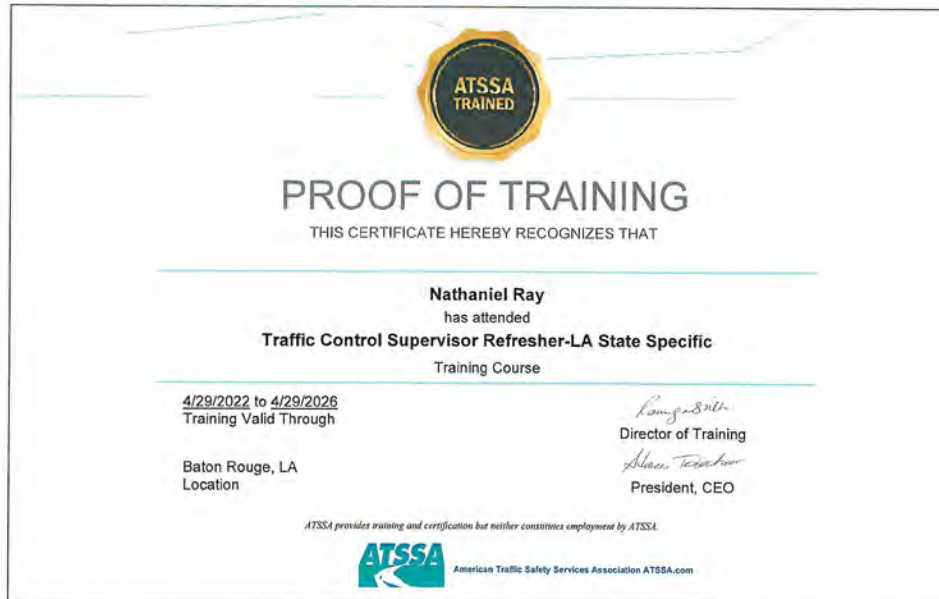 ATSSA
TRAINED
PROOF OF TRAINING
THIS CERTIFICATE HEREBY RECOGNIZES THAT
Nathaniel Ray
has attended
Traffic Control Supervisor Refresher-LA State Specific
Training Course
4/29/2022 to 4/29/2026
Training Valid Through
Director of Training
Baton Rouge, LA
Location
President, CEO
ATSSA provides training and certification but neither constitutes employment by ATSSA.
ATSSA
American Traffic Safety Services Association ATSSA.com